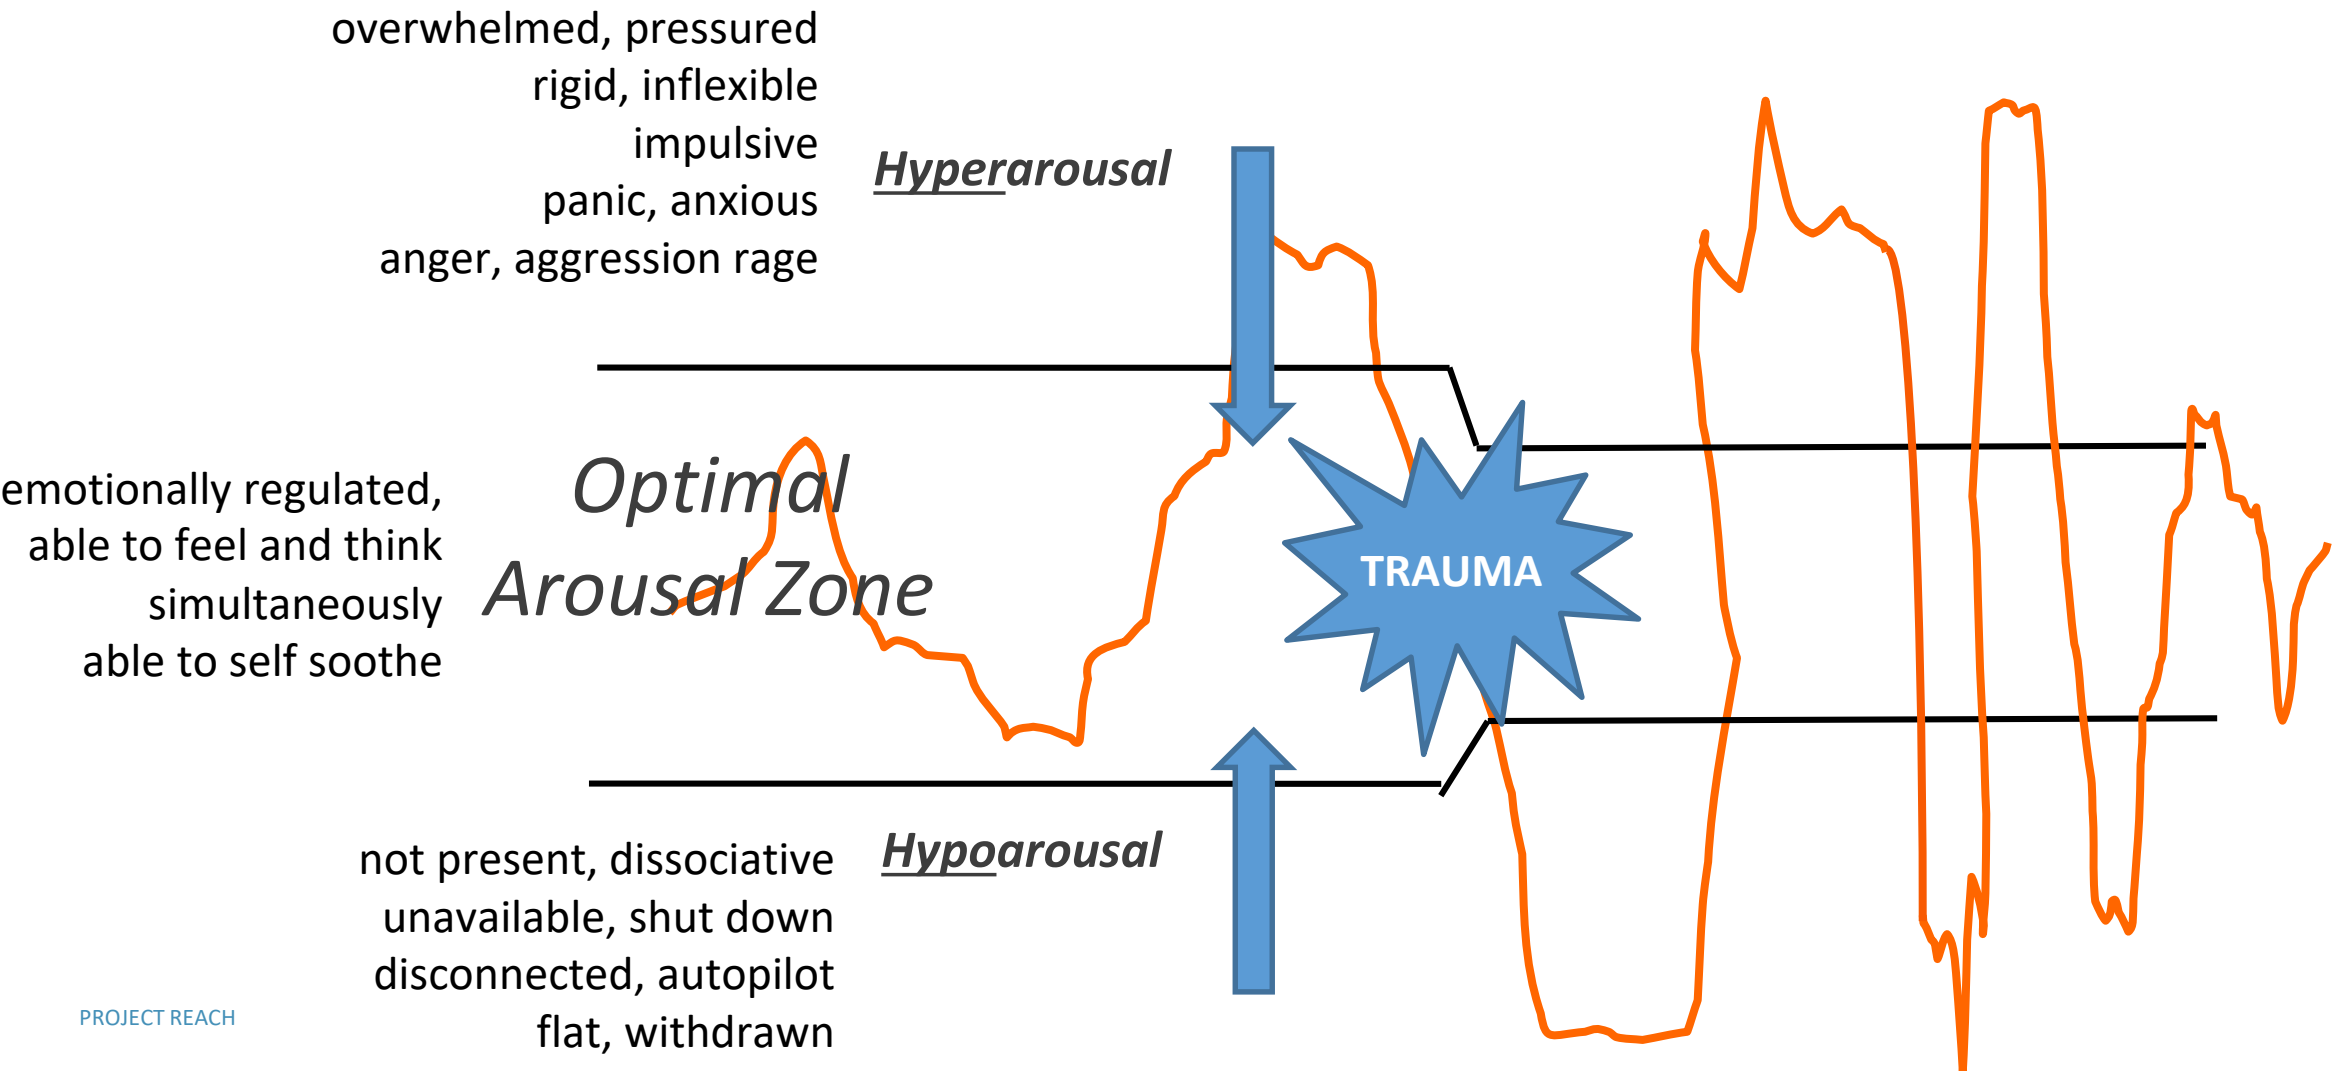 overwhelmed, pressured
rigid, inflexible
impulsive
panic, anxious
anger, aggression rage
Hyperarousal
emotionally regulated,
able to feel and think
simultaneously
able to self soothe
Optimal
Arousal Zone
TRAUMA
Hypoarousal
not present, dissociative
unavailable, shut down
disconnected, autopilot
flat, withdrawn
PROJECT REACH